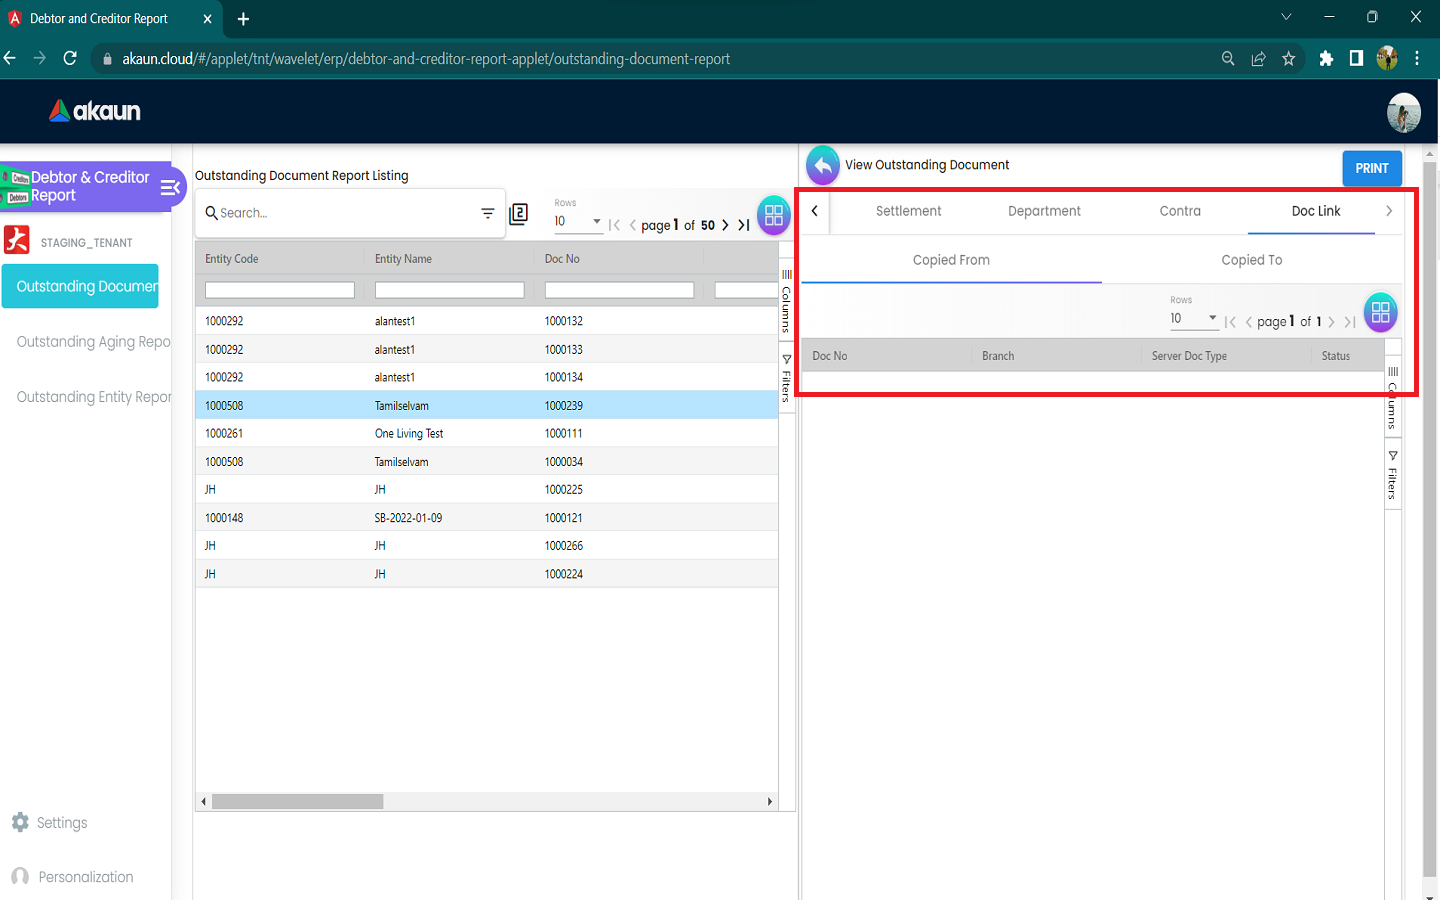 Debtor and Creditor Report
akaun.cloud/#/applet/tnt/wavelet/erp/debtor-and-creditor-report-applet/outstanding-document-report
akaun
Creditors
Debtors
Debtor & Creditor
Report
STAGING_TENANT
Outstanding Documen
Outstanding Aging Repo
Outstanding Entity Repor
Settings
Personalization
Outstanding Document Report Listing
Search...
2
Rows
10
page 1 of 50
Entity Code Entity Name Doc No
1000292 alantest1 1000132
1000292 alantest1 1000133
1000292 alantest1 1000134
1000508 Tamilselvam 1000239
1000261 One Living Test 1000111
1000508 Tamilselvam 1000034
JH JH 1000225
1000148 SB-2022-01-09 1000121
JH JH 1000266
JH JH 1000224
Columns
Filters
View Outstanding Document
PRINT
Settlement Department Contra Doc Link
Copied From Copied To
Rows
10
page 1 of 1
Doc No Branch Server Doc Type Status
Columns
Filters